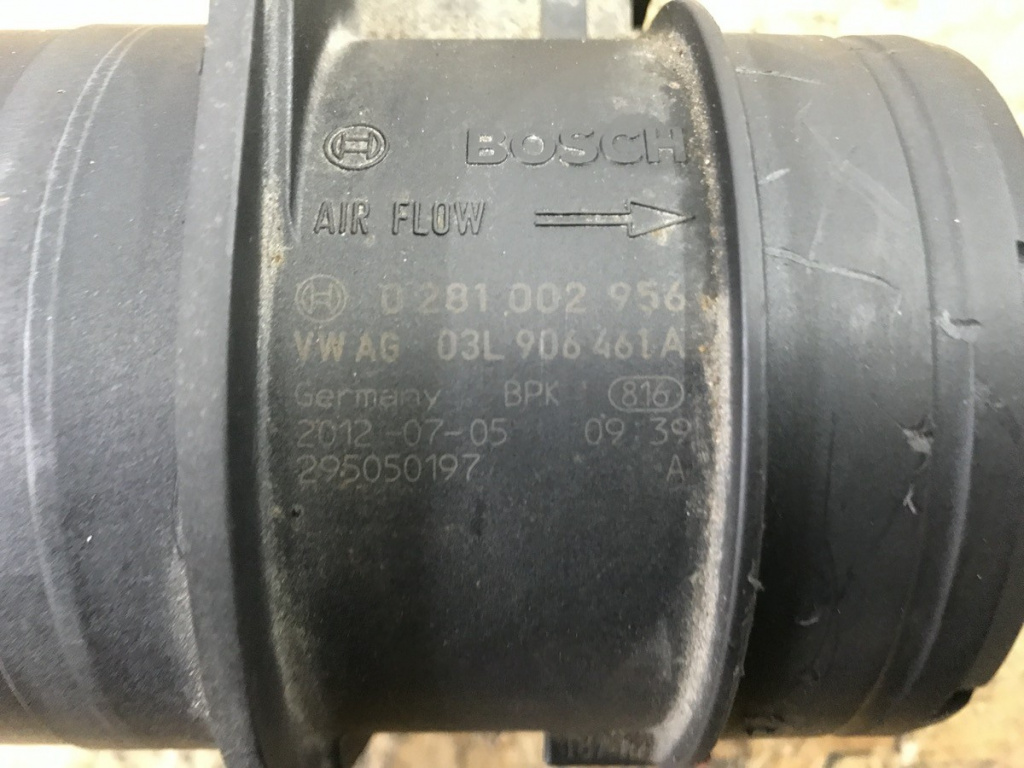 BOSCH
AIR FLOW
0 281 002 956
VW AG 03L 906 461 A
Germany BPK 816
2012-07-05 09 39
295050197 A